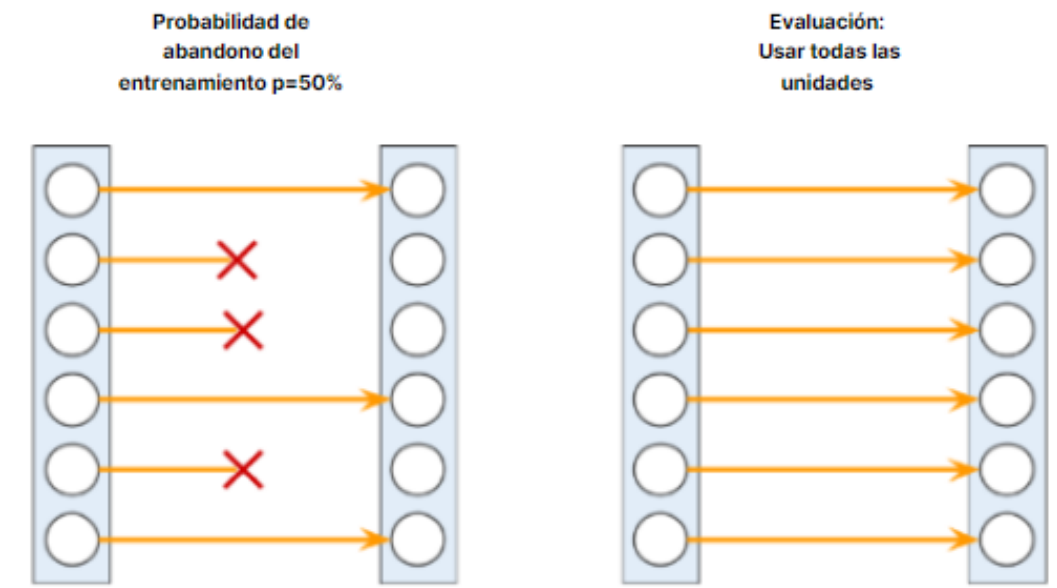 Probabilidad de
abandono del
entrenamiento p=50%
Evaluación:
Usar todas las
unidades